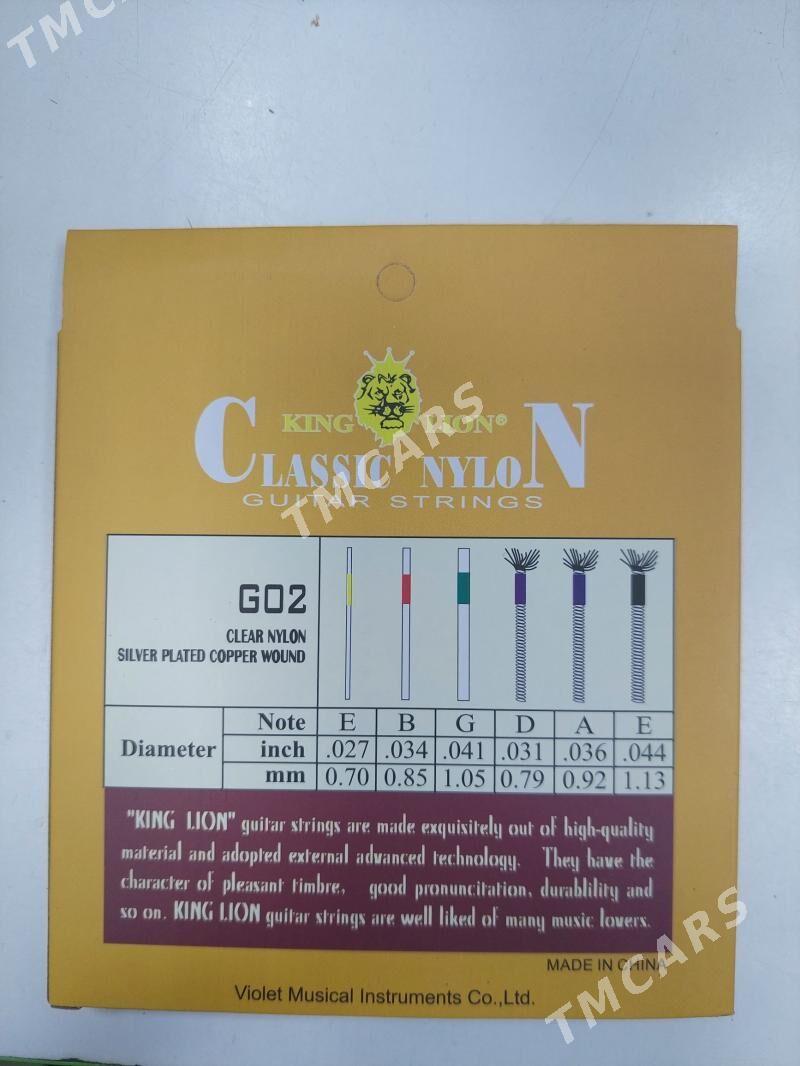 TMCARS
KING LION®
CLASSIC NYLON
GUITAR STRINGS
TMCARS
G02
CLEAR NYLON
SILVER PLATED COPPER WOUND
Diameter
Note E B G D A E
inch .027 .034 .041 .031 .036 .044
mm 0.70 0.85 1.05 0.79 0.92 1.13
"KING LION" guitar strings are made exquisitely out of high-quality
material and adopted external advanced technology. They have the
character of pleasant timbre, good pronuncitation, durablility and
so on. KING LION guitar strings are well liked of many music lovers.
MADE IN CHINA
Violet Musical Instruments Co.,Ltd.
TMCARS